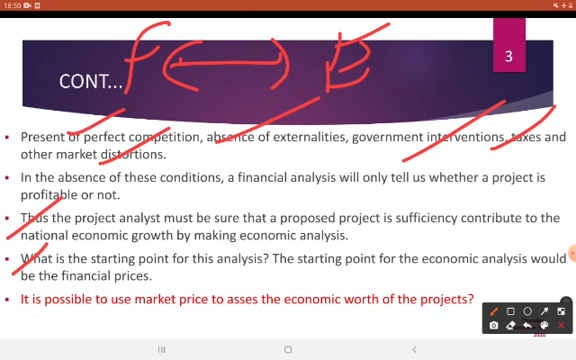 18:50
3
CONT...
Present of perfect competition, absence of externalities, government interventions, taxes and
other market distortions.
In the absence of these conditions, a financial analysis will only tell us whether a project is
profitable or not.
Thus the project analyst must be sure that a proposed project is sufficiency contribute to the
national economic growth by making economic analysis.
What is the starting point for this analysis? The starting point for the economic analysis would
be the financial prices.
It is possible to use market price to asses the economic worth of the projects?
2020